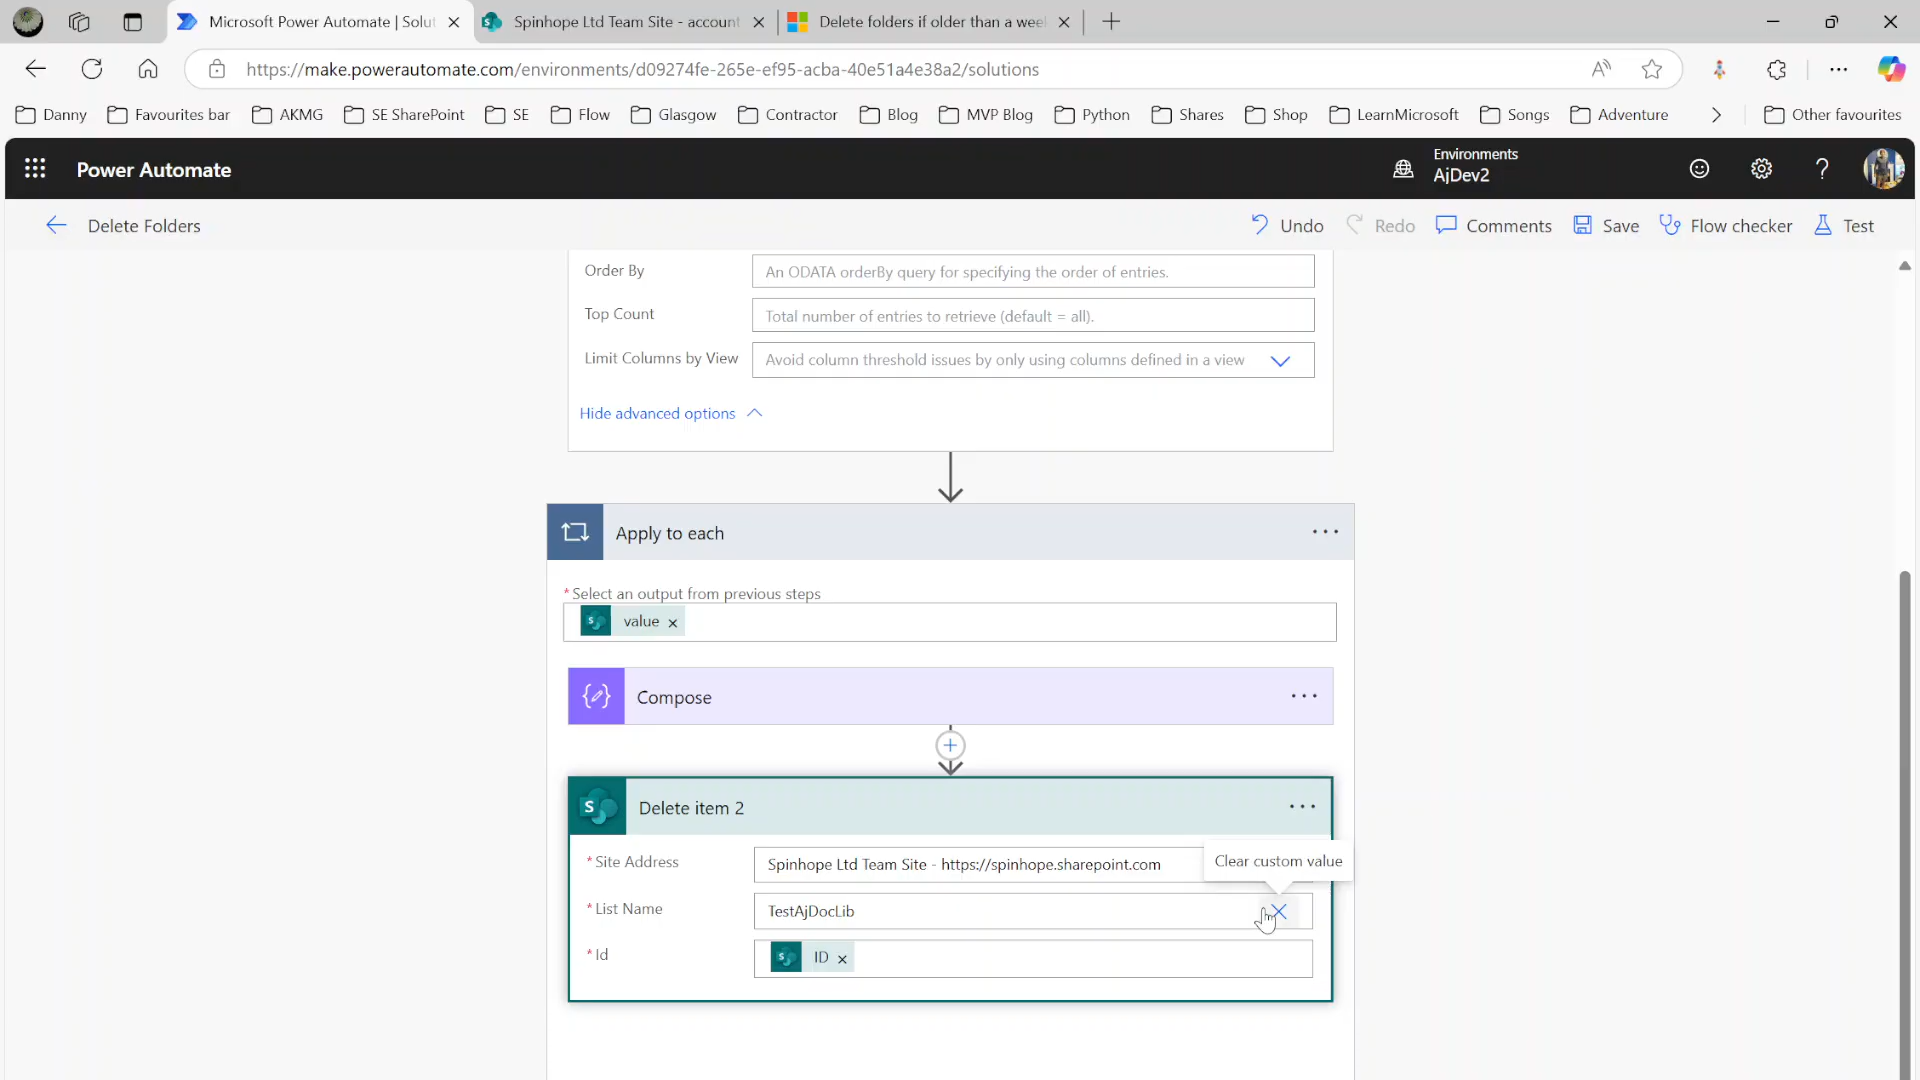 Microsoft Power Automate | Solut
Spinhope Ltd Team Site - account
Delete folders if older than a wee
https://make.powerautomate.com/environments/d09274fe-265e-ef95-acba-40e51a4e38a2/solutions
Danny
Favourites bar
AKMG
SE SharePoint
SE
Flow
Glasgow
Contractor
Blog
MVP Blog
Python
Shares
Shop
LearnMicrosoft
Songs
Adventure
Other favourites
Power Automate
Environments
AjDev2
Delete Folders
Undo
Redo
Comments
Save
Flow checker
Test
Order By
An ODATA orderBy query for specifying the order of entries.
Top Count
Total number of entries to retrieve (default = all).
Limit Columns by View
Avoid column threshold issues by only using columns defined in a view
Hide advanced options
Apply to each
* Select an output from previous steps
value
Compose
Delete item 2
* Site Address
Spinhope Ltd Team Site - https://spinhope.sharepoint.com
Clear custom value
* List Name
TestAjDocLib
* Id
ID